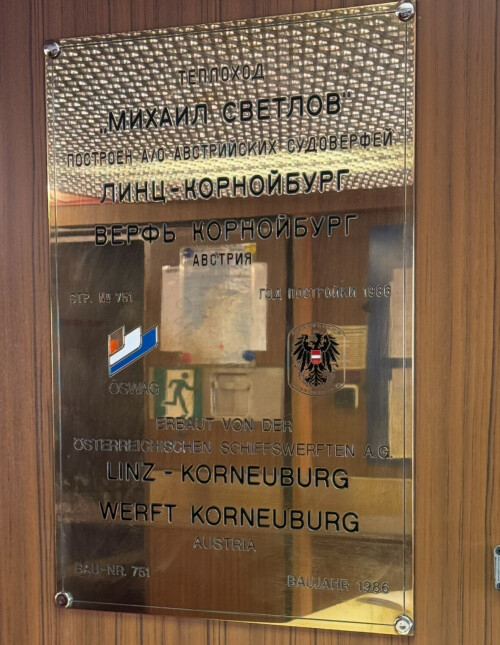 ТЕПЛОХОД
„МИХАИЛ СВЕТЛОВ"
ПОСТРОЕН А/О АВСТРИЙСКИХ СУДОВЕРФЕЙ
ЛИНЦ-КОРНОЙБУРГ
ВЕРФЬ КОРНОЙБУРГ
АВСТРИЯ
СТР. № 751 ГОД ПОСТРОЙКИ 1986
ÖSWAG
ERBAUT VON DER
ÖSTERREICHISCHEN SCHIFFSWERFTEN A.G.
LINZ - KORNEUBURG
WERFT KORNEUBURG
AUSTRIA
BAU-NR. 751 BAUJAHR 1986